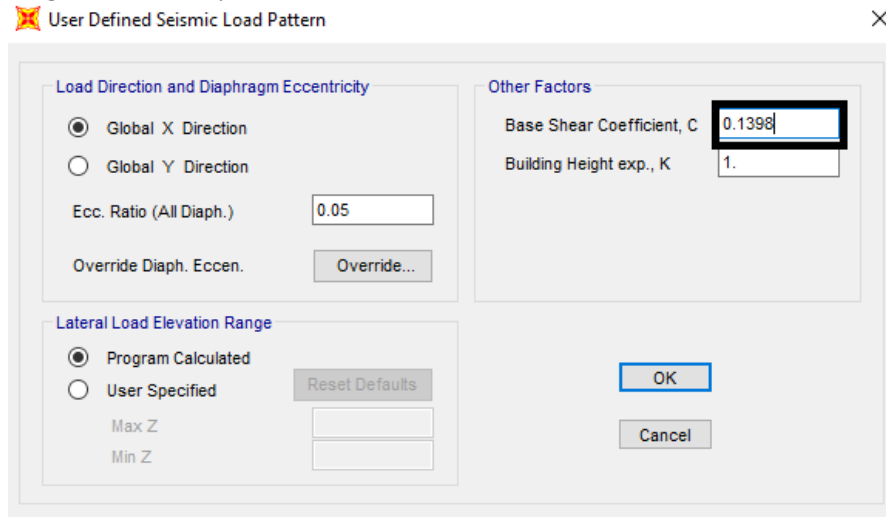 User Defined Seismic Load Pattern
Load Direction and Diaphragm Eccentricity
Global X Direction
Global Y Direction
Ecc. Ratio (All Diaph.) 0.05
Override Diaph. Eccen. Override...
Other Factors
Base Shear Coefficient, C 0.1398
Building Height exp., K 1.
Lateral Load Elevation Range
Program Calculated
User Specified Reset Defaults
Max Z
Min Z
OK
Cancel